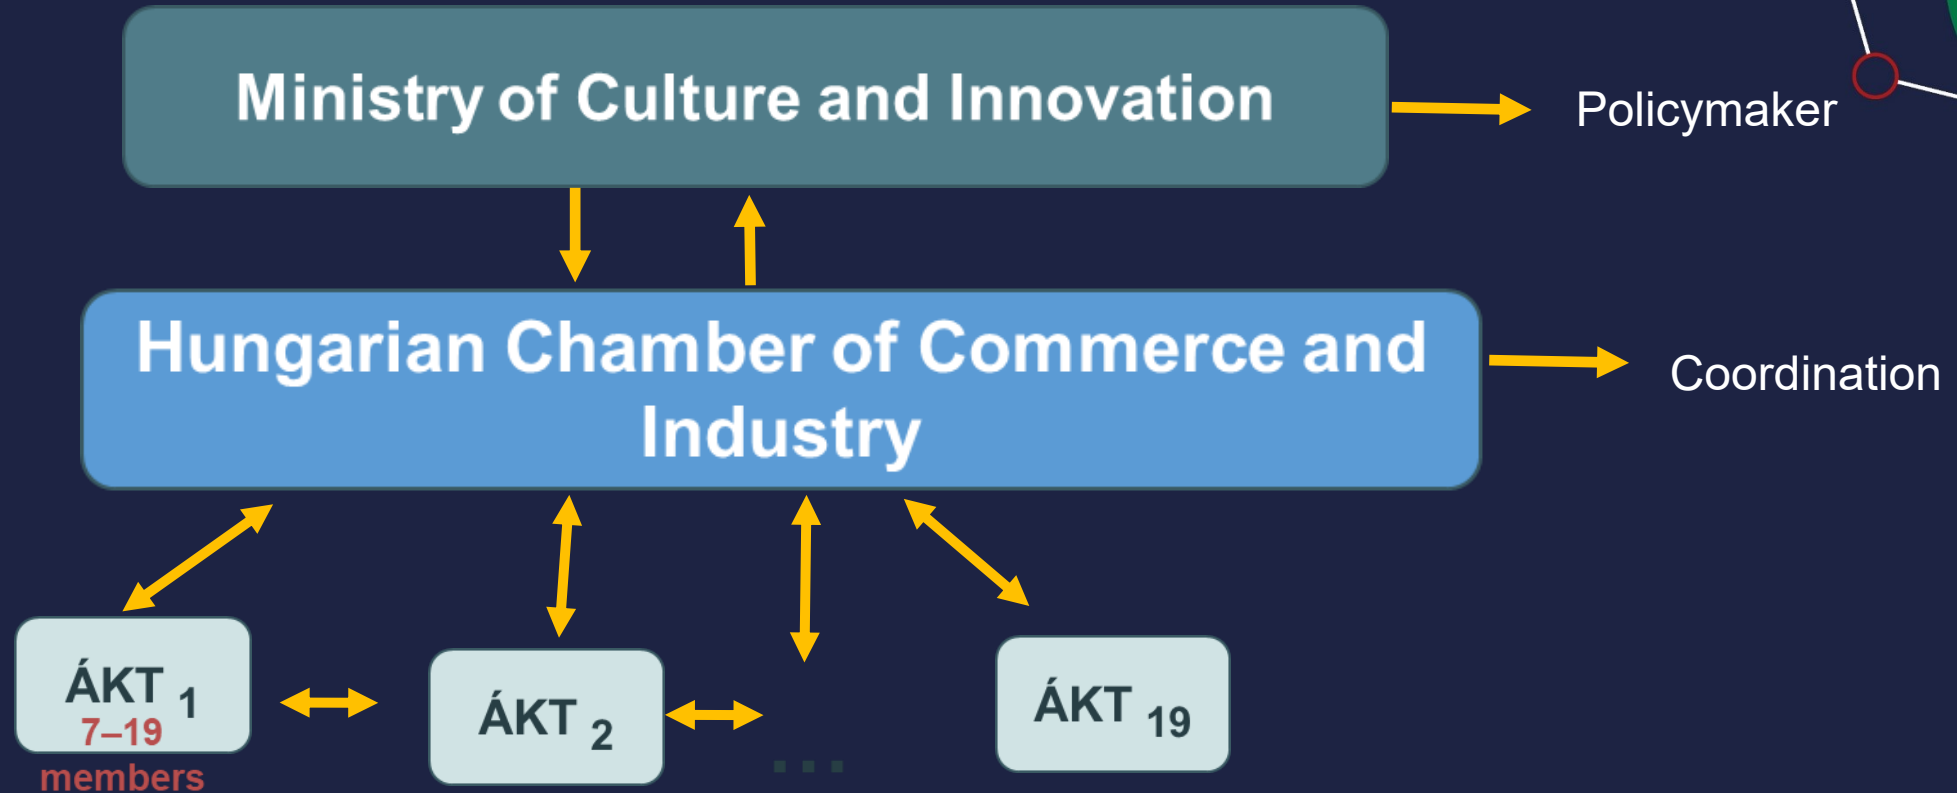 Ministry of Culture and Innovation
Policymaker
Hungarian Chamber of Commerce and
Industry
Coordination
ÁKT 1
7–19
members
ÁKT 2
...
ÁKT 19